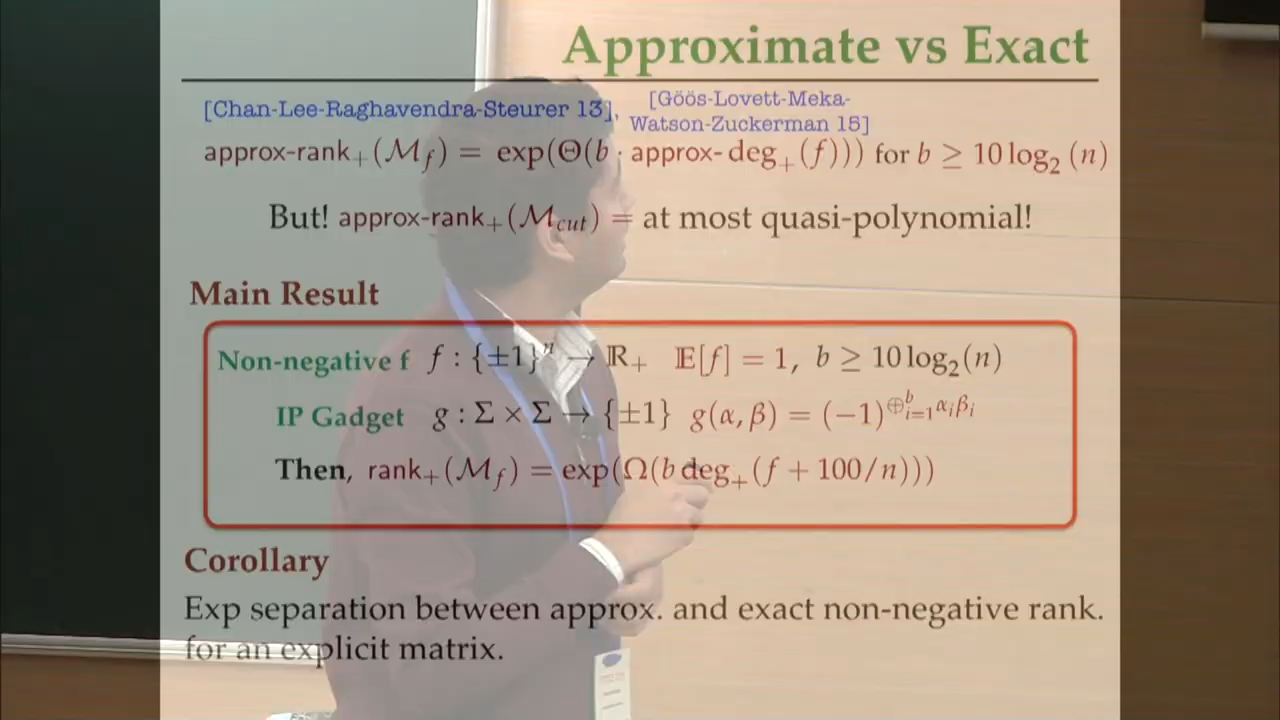 Approximate vs Exact
[Chan-Lee-Raghavendra-Steurer 13], [Göös-Lovett-Meka-
Watson-Zuckerman 15]
approx-rank₊(ℳ_f) = exp(Θ(b · approx-deg₊(f))) for b ≥ 10 log₂(n)
But! approx-rank₊(ℳ_cut) = at most quasi-polynomial!
Main Result
Non-negative f f : {±1}ⁿ → ℝ₊ 𝔼[f] = 1, b ≥ 10 log₂(n)
IP Gadget g : Σ × Σ → {±1} g(α, β) = (−1)^{⊕_{i=1}^{b} α_i β_i}
Then, rank₊(ℳ_f) = exp(Ω(b deg₊(f + 100/n)))
Corollary
Exp separation between approx. and exact non-negative rank.
for an explicit matrix.